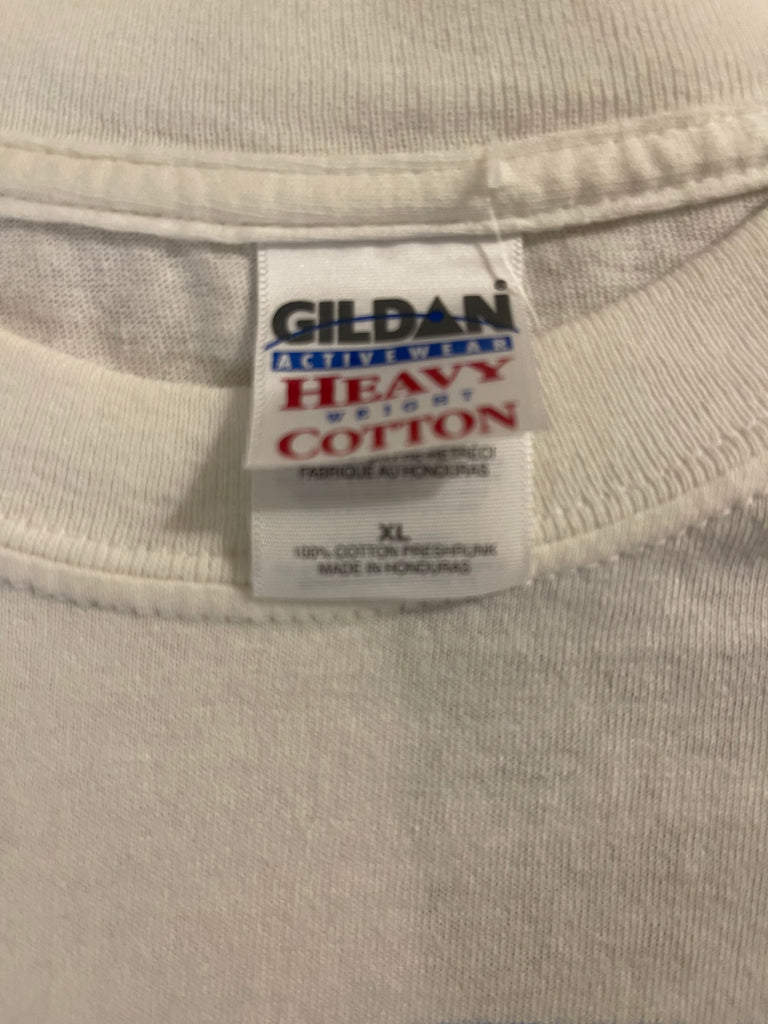 GILDAN®
ACTIVEWEAR
HEAVY
WEIGHT
COTTON
FABRIQUÉ AU HONDURAS
XL
100% COTTON PRESHRUNK
MADE IN HONDURAS